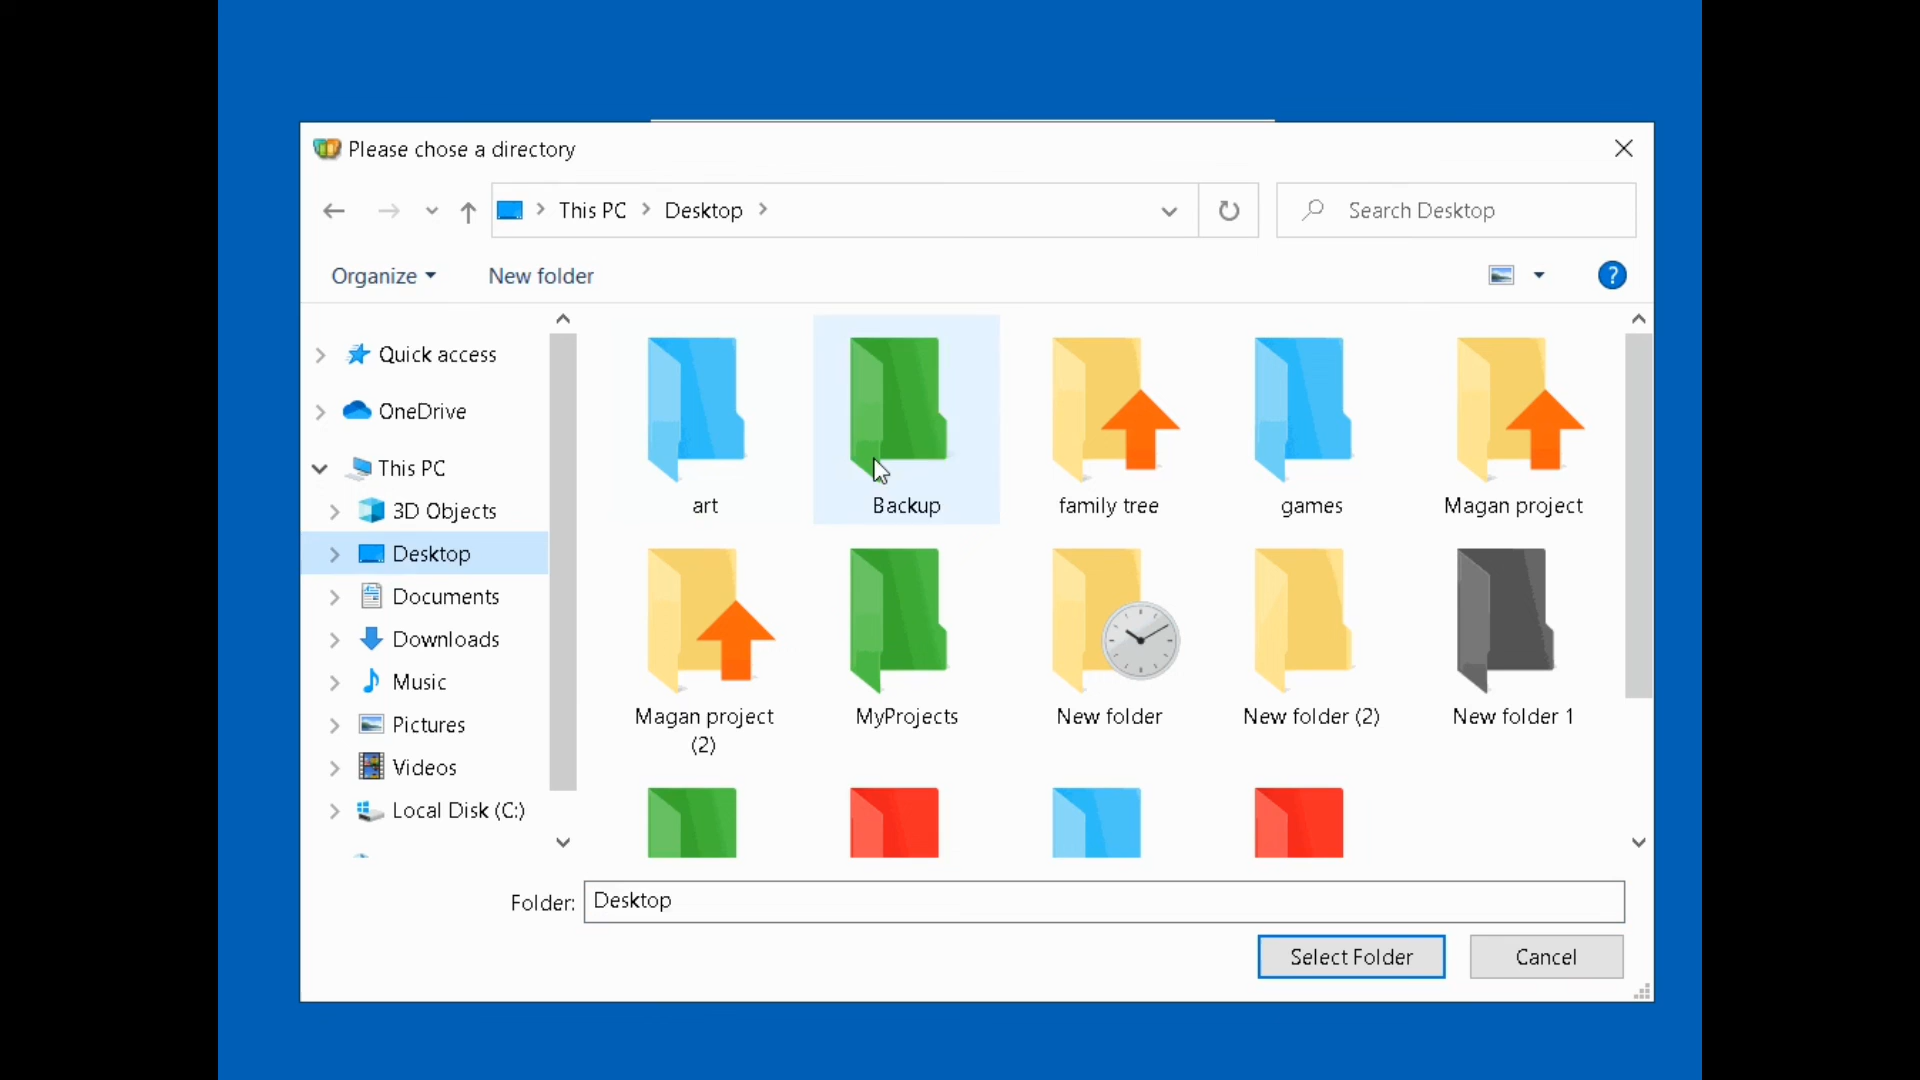 Please chose a directory
This PC
Desktop
Search Desktop
Organize
New folder
?
Quick access
OneDrive
This PC
3D Objects
Desktop
Documents
Downloads
Music
Pictures
Videos
Local Disk (C:)
art
Backup
family tree
games
Magan project
Magan project
(2)
MyProjects
New folder
New folder (2)
New folder 1
Folder:
Desktop
Select Folder
Cancel